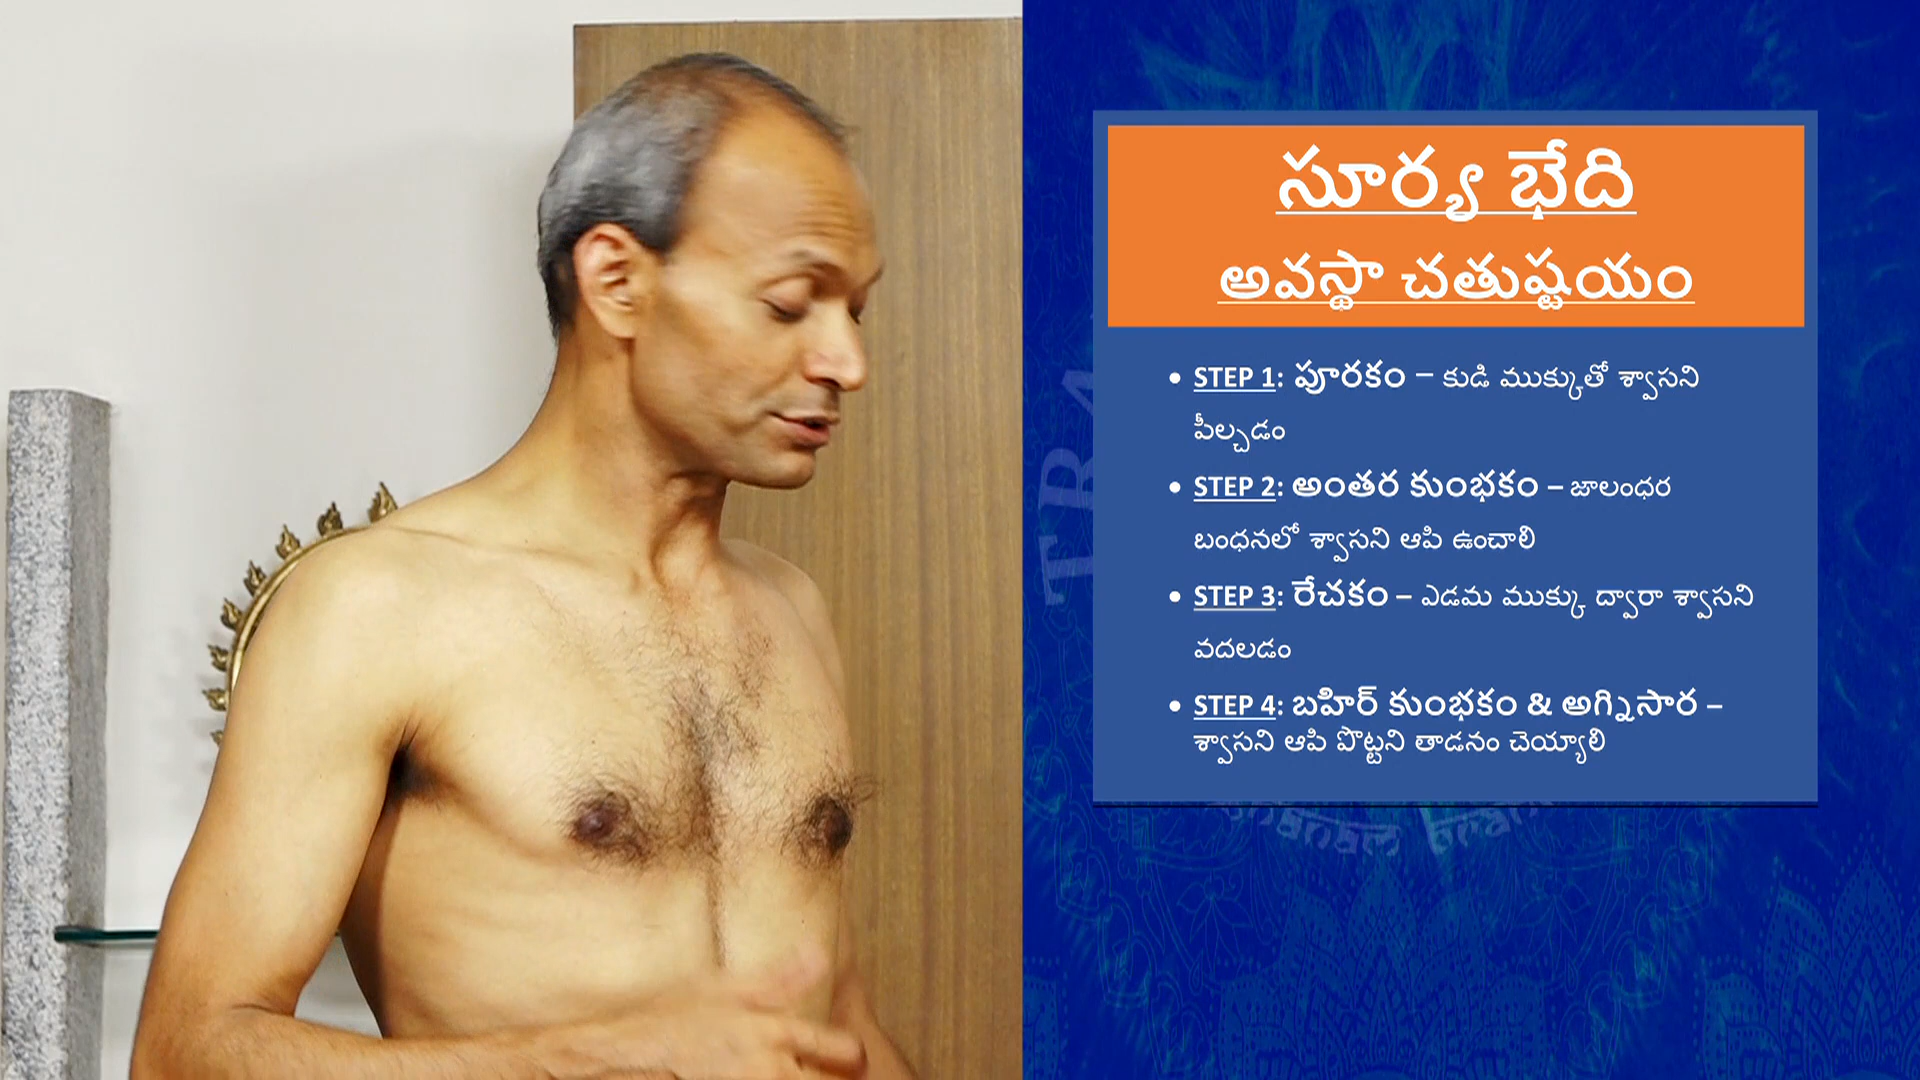 సూర్య భేది
అవస్థా చతుష్టయం
• STEP 1: పూరకం – కుడి ముక్కుతో శ్వాసని
పీల్చడం
• STEP 2: అంతర కుంభకం – జాలంధర
బంధనలో శ్వాసని ఆపి ఉంచాలి
• STEP 3: రేచకం – ఎడమ ముక్కు ద్వారా శ్వాసని
వదలడం
• STEP 4: బహిర్ కుంభకం & అగ్నిసార –
శ్వాసని ఆపి పొట్టని తాడనం చెయ్యాలి